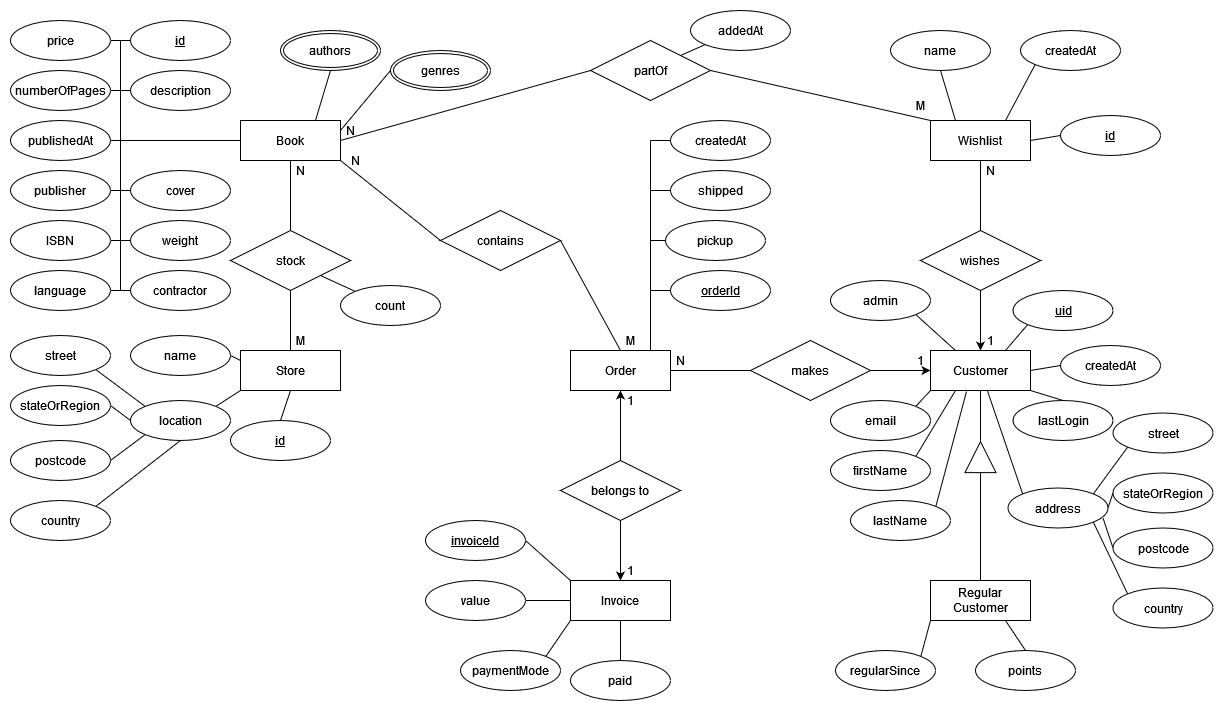 price
id
authors
genres
addedAt
partOf
name
createdAt
numberOfPages
description
M
publishedAt
Book
N
N
N
createdAt
Wishlist
id
N
publisher
cover
shipped
ISBN
weight
contains
pickup
stock
wishes
language
contractor
count
orderId
admin
uid
street
name
M
M
1
Store
Order
N
makes
1
Customer
createdAt
stateOrRegion
location
id
1
email
lastLogin
street
postcode
firstName
belongs to
stateOrRegion
country
lastName
address
invoiceId
postcode
1
value
Invoice
Regular
Customer
country
paymentMode
paid
regularSince
points